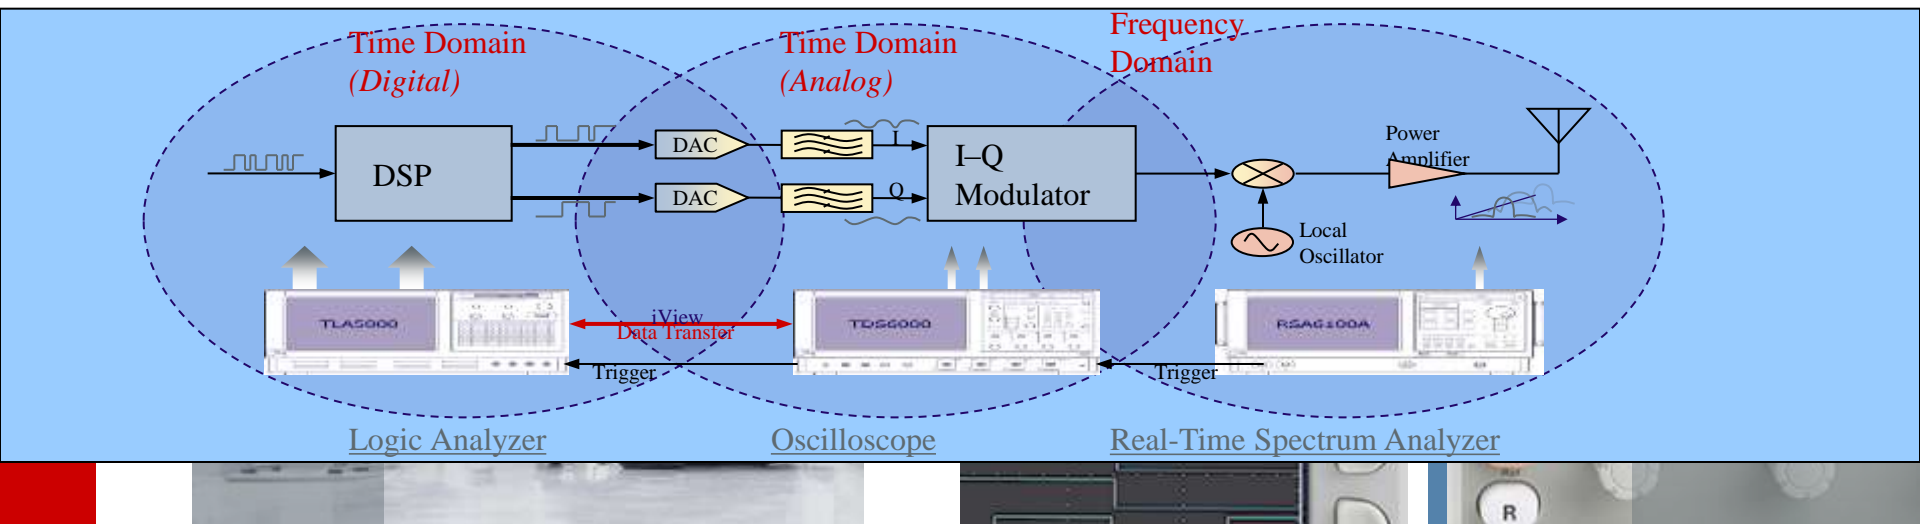 Time Domain
(Digital)
Time Domain
(Analog)
Frequency
Domain
DSP
DAC
DAC
I
Q
I–Q
Modulator
Power
Amplifier
Local
Oscillator
TLA5000
iView
Data Transfer
TDS6000
RSA6100A
Trigger
Trigger
Logic Analyzer
Oscilloscope
Real-Time Spectrum Analyzer
R